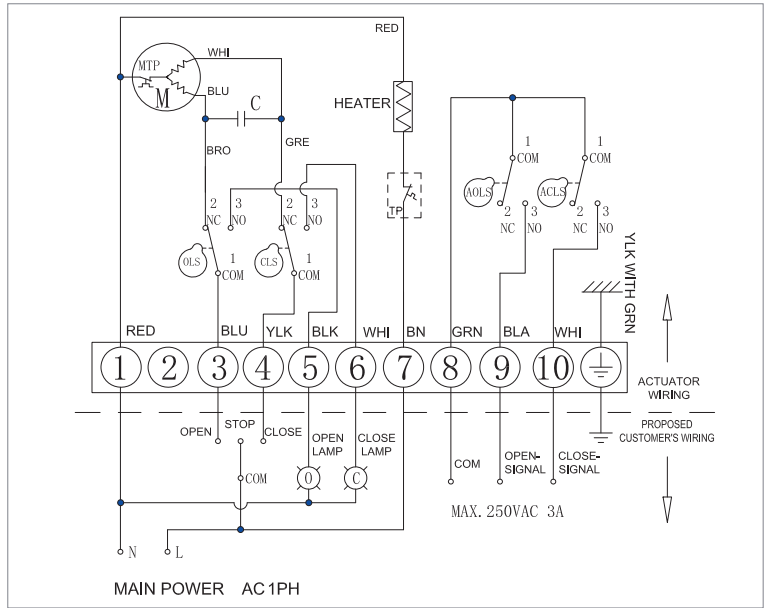 RED
WHI
MTP
M
BLU
C
HEATER
BRO
GRE
1
COM
1
COM
AOLS
ACLS
TP
2
NC
3
NO
2
NC
3
NO
2
NC
3
NO
2
NC
3
NO
OLS
1
COM
CLS
1
COM
YLK WITH GRN
RED
BLU
YLK
BLK
WHI
BN
GRN
BLA
WHI
1
2
3
4
5
6
7
8
9
10
ACTUATOR
WIRING
OPEN
STOP
CLOSE
OPEN
LAMP
CLOSE
LAMP
PROPOSED
CUSTOMER'S WIRING
COM
O
C
COM
OPEN-
SIGNAL
CLOSE-
SIGNAL
MAX. 250VAC 3A
N
L
MAIN POWER AC 1PH